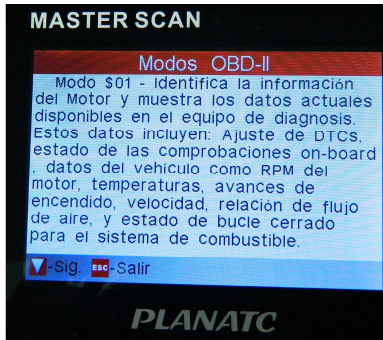 MASTER SCAN
Modos OBD-II
Modo $01 - Identifica la información
del Motor y muestra los datos actuales
disponibles en el equipo de diagnosis.
Estos datos incluyen: Ajuste de DTCs,
estado de las comprobaciones on-board
, datos del vehículo como RPM del
motor, temperaturas, avances de
encendido, velocidad, relación de flujo
de aire, y estado de bucle cerrado
para el sistema de combustible.
-Sig. ESC-Salir
PLANATC